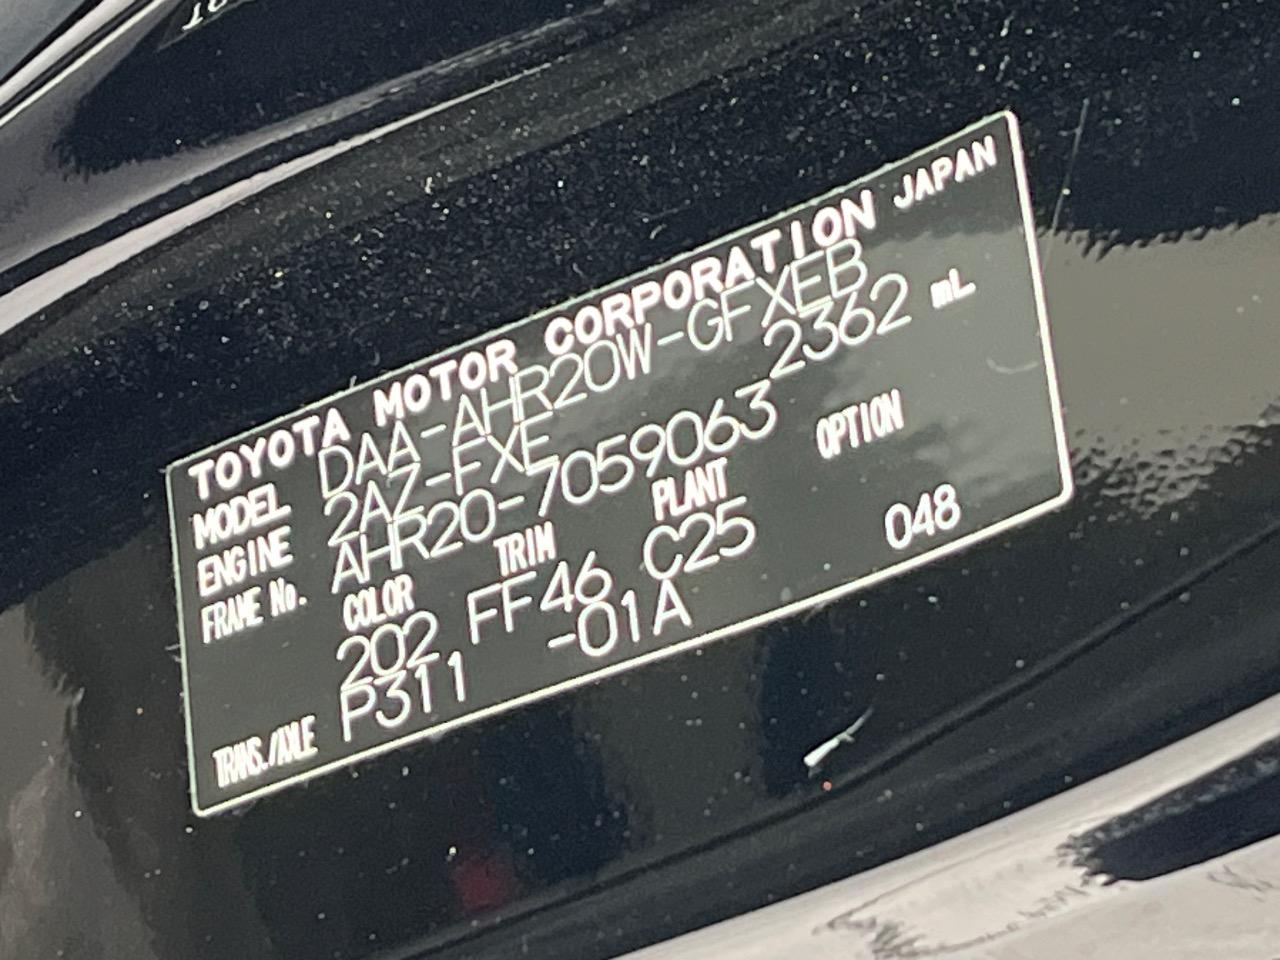 TOYOTA MOTOR CORPORATION JAPAN
MODEL DAA-AHR20W-GFXEB
ENGINE 2AZ-FXE 2362 mL
FRAME No. AHR20-7059063
COLOR TRIM PLANT OPTION
202 FF46 C25 048
TRANS./AXLE P311 -01A